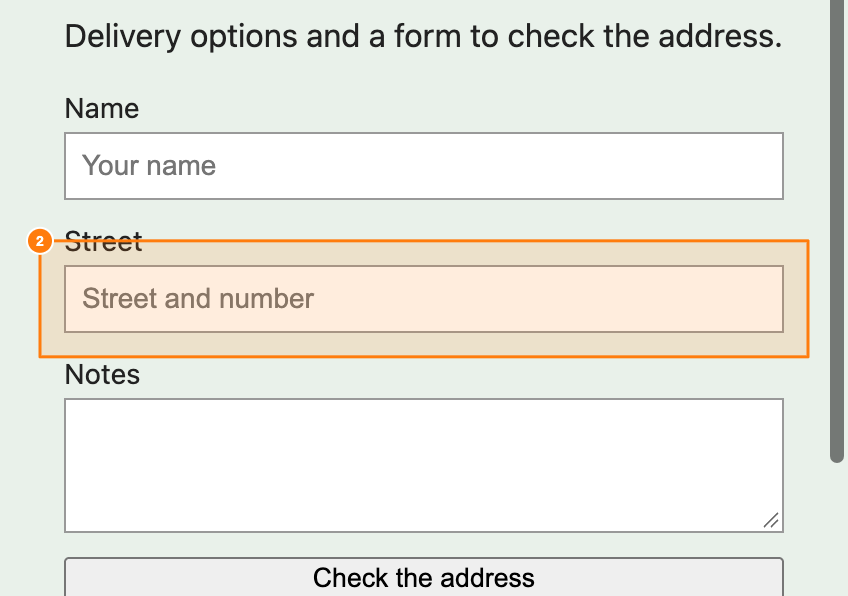 Delivery options and a form to check the address.
Name
Your name
2
Street
Street and number
Notes
Check the address